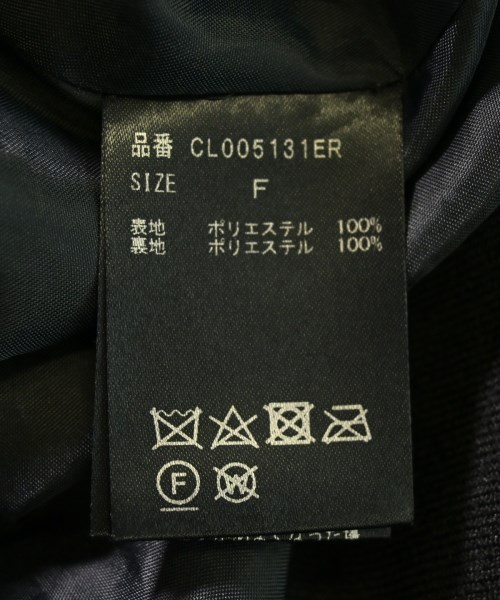 品番 CL005131ER
SIZE F
表地 ポリエステル 100%
裏地 ポリエステル 100%
F
W